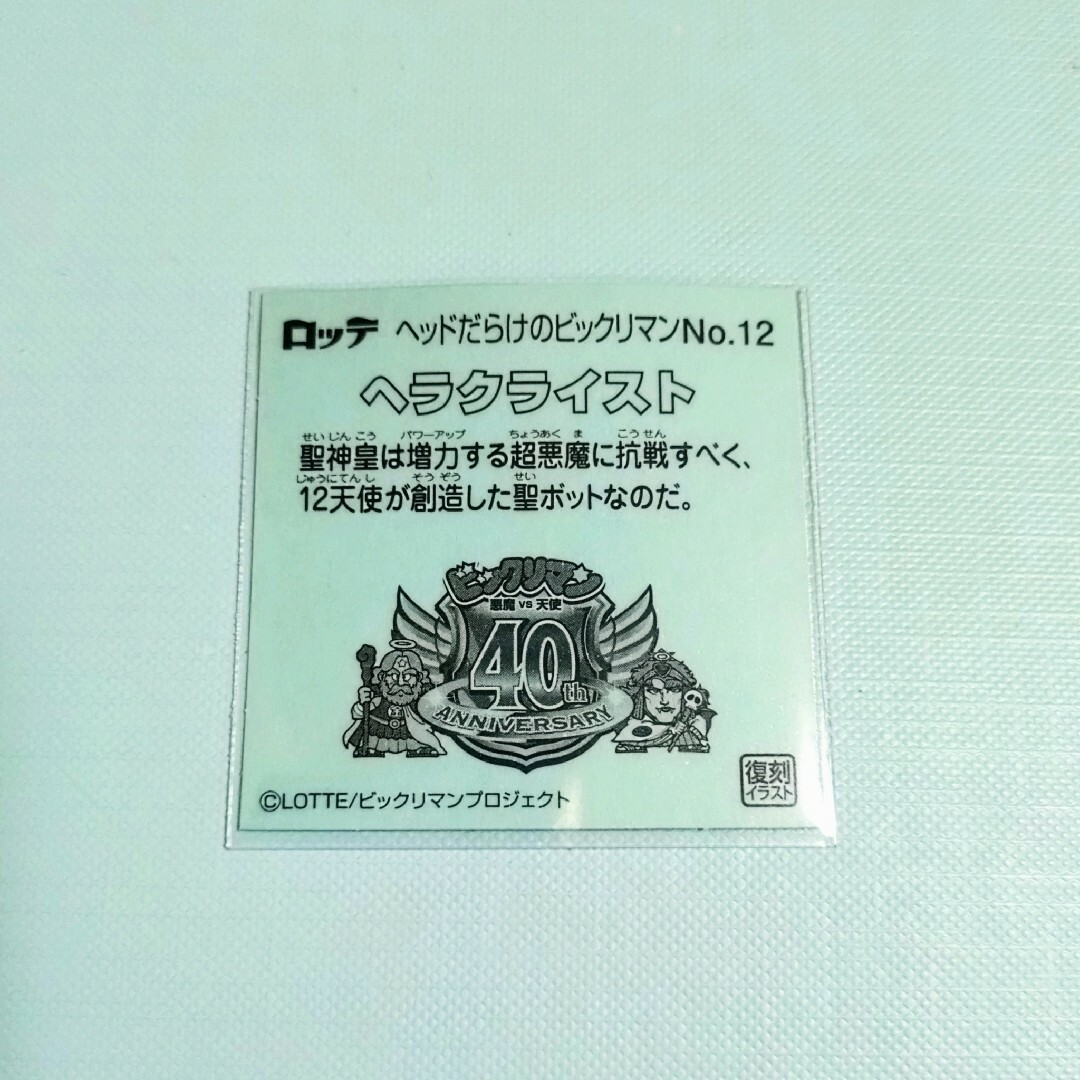 ロッテ ヘッドだらけのビックリマンNo.12
ヘラクライスト
せいじんこう パワーアップ ちょうあくま こうせん
聖神皇は増力する超悪魔に抗戦すべく、
じゅうにてんし そうぞう せい
12天使が創造した聖ボットなのだ。
ビックリマン
悪魔 VS 天使
40th
ANNIVERSARY
©LOTTE/ビックリマンプロジェクト
復刻
イラスト